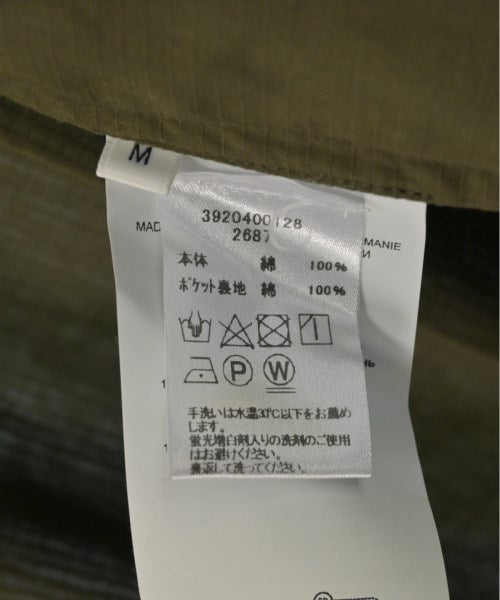 M
3920400128
2687
MAD
MANIE
本体 綿 100%
ポケット裏地 綿 100%
P
W
手洗いは水温30℃以下をお薦め
します。
蛍光増白剤入りの洗剤のご使用
はお避けください。
裏返して洗ってください。